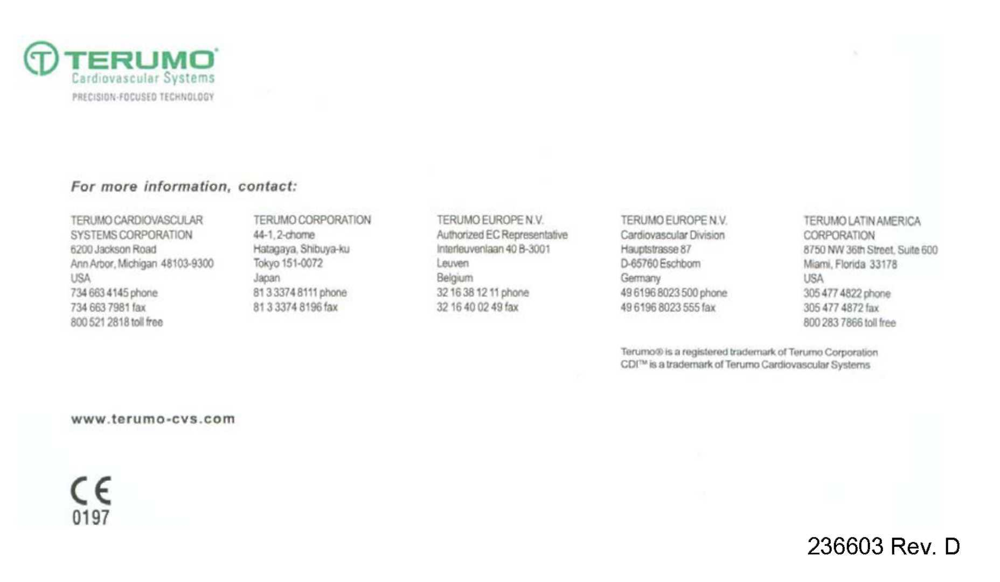 TERUMO®
Cardiovascular Systems
PRECISION-FOCUSED TECHNOLOGY
For more information, contact:
TERUMO CARDIOVASCULAR
SYSTEMS CORPORATION
6200 Jackson Road
Ann Arbor, Michigan 48103-9300
USA
734 663 4145 phone
734 663 7981 fax
800 521 2818 toll free
TERUMO CORPORATION
44-1, 2-chome
Hatagaya, Shibuya-ku
Tokyo 151-0072
Japan
81 3 3374 8111 phone
81 3 3374 8196 fax
TERUMO EUROPE N.V.
Authorized EC Representative
Interleuvenlaan 40 B-3001
Leuven
Belgium
32 16 38 12 11 phone
32 16 40 02 49 fax
TERUMO EUROPE N.V.
Cardiovascular Division
Hauptstrasse 87
D-65760 Eschborn
Germany
49 6196 8023 500 phone
49 6196 8023 555 fax
TERUMO LATIN AMERICA
CORPORATION
8750 NW 36th Street, Suite 600
Miami, Florida 33178
USA
305 477 4822 phone
305 477 4872 fax
800 283 7866 toll free
Terumo® is a registered trademark of Terumo Corporation
CDI™ is a trademark of Terumo Cardiovascular Systems
www.terumo-cvs.com
CE
0197
236603 Rev. D